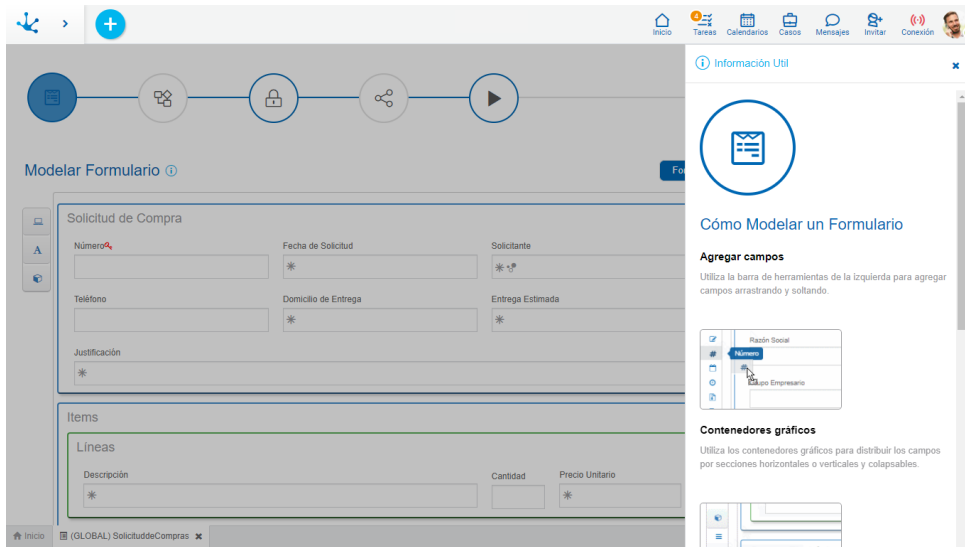 4
Inicio
Tareas
Calendarios
Casos
Mensajes
Invitar
Conexión
Modelar Formulario
Solicitud de Compra
Número
Fecha de Solicitud
Solicitante
Teléfono
Domicilio de Entrega
Entrega Estimada
Justificación
Items
Líneas
Descripción
Cantidad
Precio Unitario
Inicio
(GLOBAL) SolicituddeCompras
Información Util
Cómo Modelar un Formulario
Agregar campos
Utiliza la barra de herramientas de la izquierda para agregar
campos arrastrando y soltando.
Razón Social
Número
Grupo Empresario
Contenedores gráficos
Utiliza los contenedores gráficos para distribuir los campos
por secciones horizontales o verticales y colapsables.